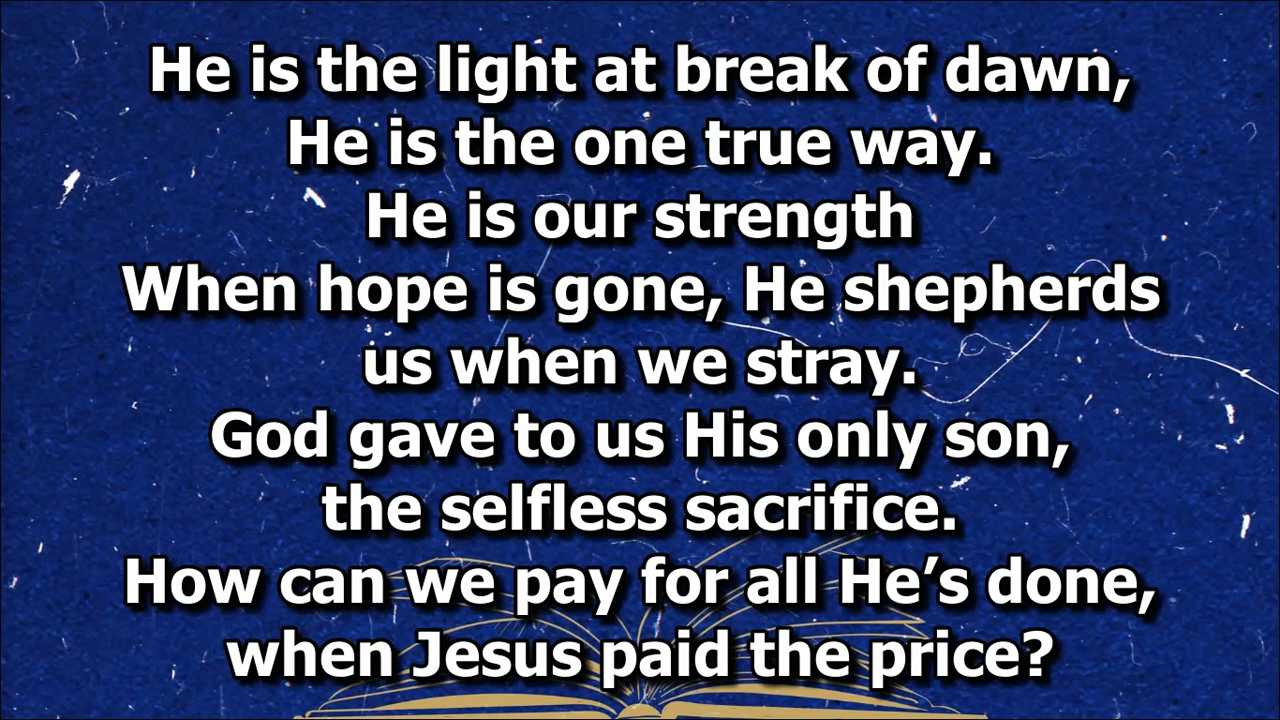 He is the light at break of dawn,
He is the one true way.
He is our strength
When hope is gone, He shepherds
us when we stray.
God gave to us His only son,
the selfless sacrifice.
How can we pay for all He’s done,
when Jesus paid the price?